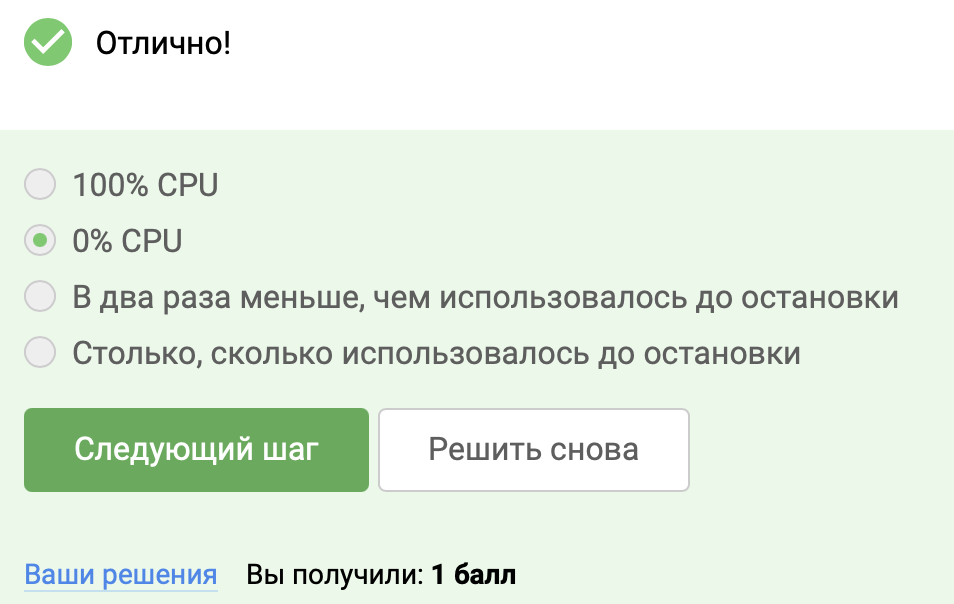 Отлично!
100% CPU
0% CPU
В два раза меньше, чем использовалось до остановки
Столько, сколько использовалось до остановки
Следующий шаг
Решить снова
Ваши решения
Вы получили: 1 балл